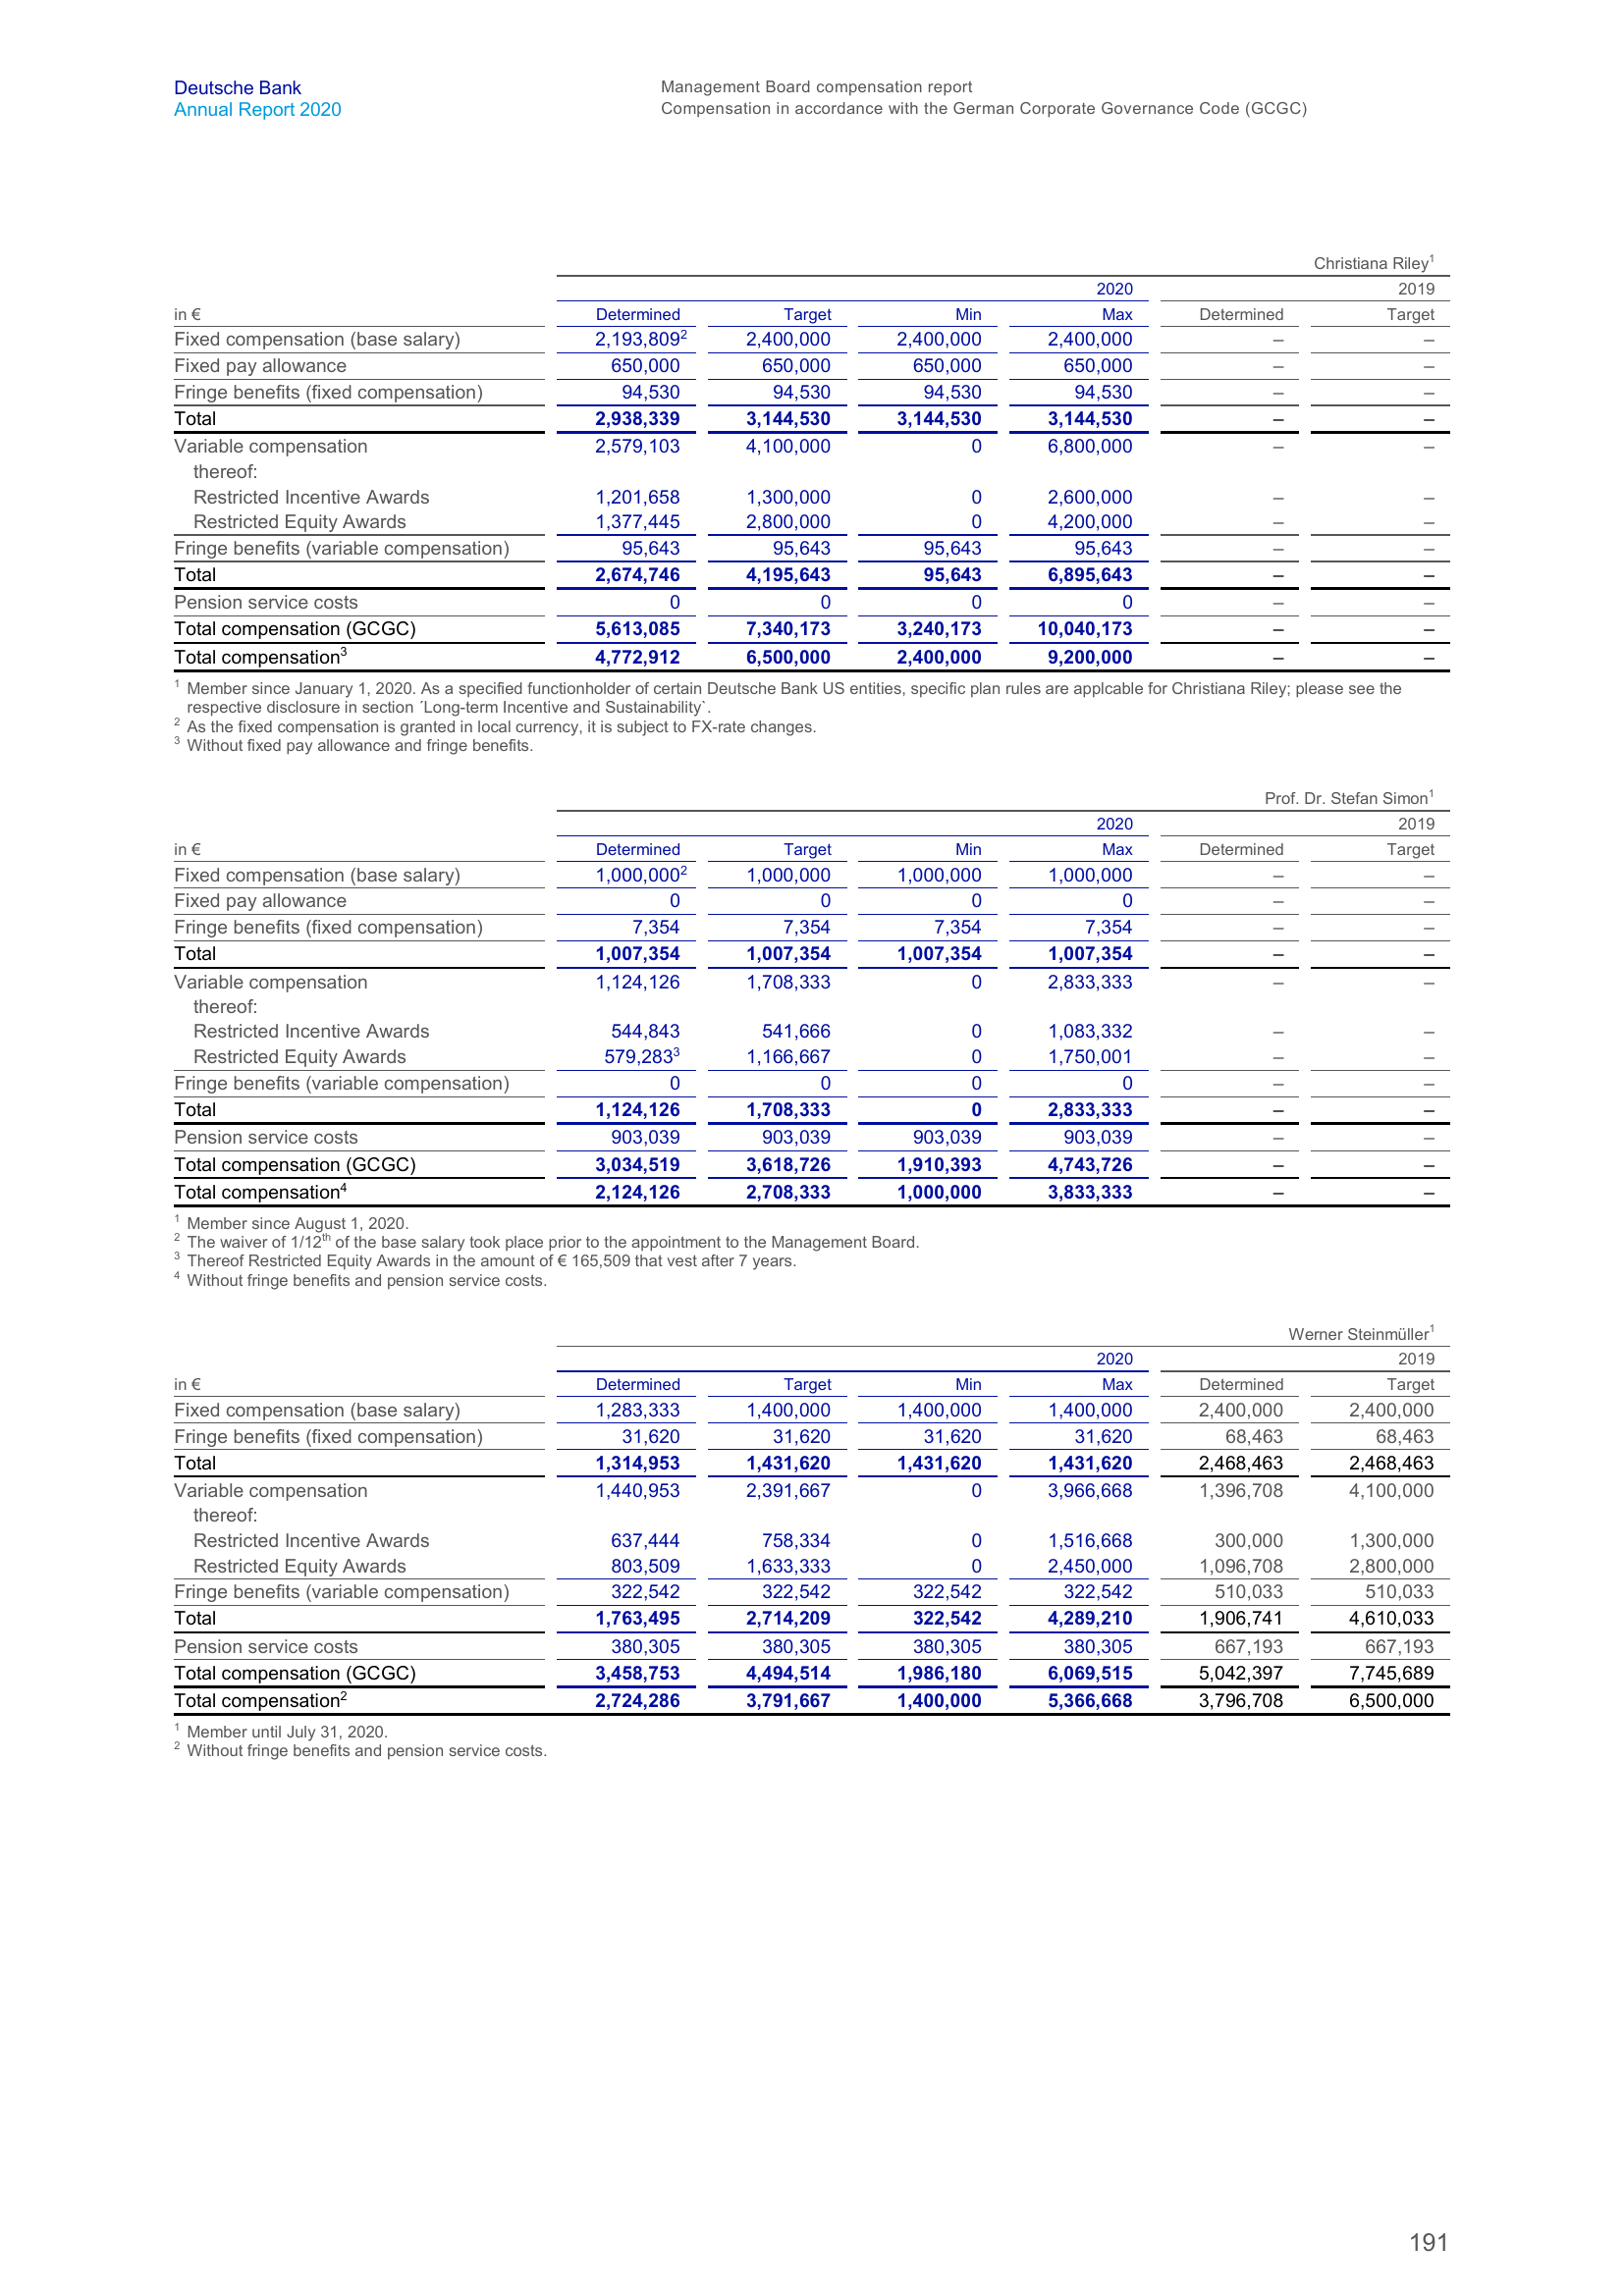 Deutsche Bank
Annual Report 2020
Management Board compensation report
Compensation in accordance with the German Corporate Governance Code (GCGC)
Christiana Riley1
2020 2019
in € Determined Target Min Max Determined Target
Fixed compensation (base salary) 2,193,8092 2,400,000 2,400,000 2,400,000 – –
Fixed pay allowance 650,000 650,000 650,000 650,000 – –
Fringe benefits (fixed compensation) 94,530 94,530 94,530 94,530 – –
Total 2,938,339 3,144,530 3,144,530 3,144,530 – –
Variable compensation 2,579,103 4,100,000 0 6,800,000 – –
thereof:
Restricted Incentive Awards 1,201,658 1,300,000 0 2,600,000 – –
Restricted Equity Awards 1,377,445 2,800,000 0 4,200,000 – –
Fringe benefits (variable compensation) 95,643 95,643 95,643 95,643 – –
Total 2,674,746 4,195,643 95,643 6,895,643 – –
Pension service costs 0 0 0 0 – –
Total compensation (GCGC) 5,613,085 7,340,173 3,240,173 10,040,173 – –
Total compensation3 4,772,912 6,500,000 2,400,000 9,200,000 – –
1 Member since January 1, 2020. As a specified functionholder of certain Deutsche Bank US entities, specific plan rules are applcable for Christiana Riley; please see the
respective disclosure in section ´Long-term Incentive and Sustainability`.
2 As the fixed compensation is granted in local currency, it is subject to FX-rate changes.
3 Without fixed pay allowance and fringe benefits.
Prof. Dr. Stefan Simon1
2020 2019
in € Determined Target Min Max Determined Target
Fixed compensation (base salary) 1,000,0002 1,000,000 1,000,000 1,000,000 – –
Fixed pay allowance 0 0 0 0 – –
Fringe benefits (fixed compensation) 7,354 7,354 7,354 7,354 – –
Total 1,007,354 1,007,354 1,007,354 1,007,354 – –
Variable compensation 1,124,126 1,708,333 0 2,833,333 – –
thereof:
Restricted Incentive Awards 544,843 541,666 0 1,083,332 – –
Restricted Equity Awards 579,2833 1,166,667 0 1,750,001 – –
Fringe benefits (variable compensation) 0 0 0 0 – –
Total 1,124,126 1,708,333 0 2,833,333 – –
Pension service costs 903,039 903,039 903,039 903,039 – –
Total compensation (GCGC) 3,034,519 3,618,726 1,910,393 4,743,726 – –
Total compensation4 2,124,126 2,708,333 1,000,000 3,833,333 – –
1 Member since August 1, 2020.
2 The waiver of 1/12th of the base salary took place prior to the appointment to the Management Board.
3 Thereof Restricted Equity Awards in the amount of € 165,509 that vest after 7 years.
4 Without fringe benefits and pension service costs.
Werner Steinmüller1
2020 2019
in € Determined Target Min Max Determined Target
Fixed compensation (base salary) 1,283,333 1,400,000 1,400,000 1,400,000 2,400,000 2,400,000
Fringe benefits (fixed compensation) 31,620 31,620 31,620 31,620 68,463 68,463
Total 1,314,953 1,431,620 1,431,620 1,431,620 2,468,463 2,468,463
Variable compensation 1,440,953 2,391,667 0 3,966,668 1,396,708 4,100,000
thereof:
Restricted Incentive Awards 637,444 758,334 0 1,516,668 300,000 1,300,000
Restricted Equity Awards 803,509 1,633,333 0 2,450,000 1,096,708 2,800,000
Fringe benefits (variable compensation) 322,542 322,542 322,542 322,542 510,033 510,033
Total 1,763,495 2,714,209 322,542 4,289,210 1,906,741 4,610,033
Pension service costs 380,305 380,305 380,305 380,305 667,193 667,193
Total compensation (GCGC) 3,458,753 4,494,514 1,986,180 6,069,515 5,042,397 7,745,689
Total compensation2 2,724,286 3,791,667 1,400,000 5,366,668 3,796,708 6,500,000
1 Member until July 31, 2020.
2 Without fringe benefits and pension service costs.
191